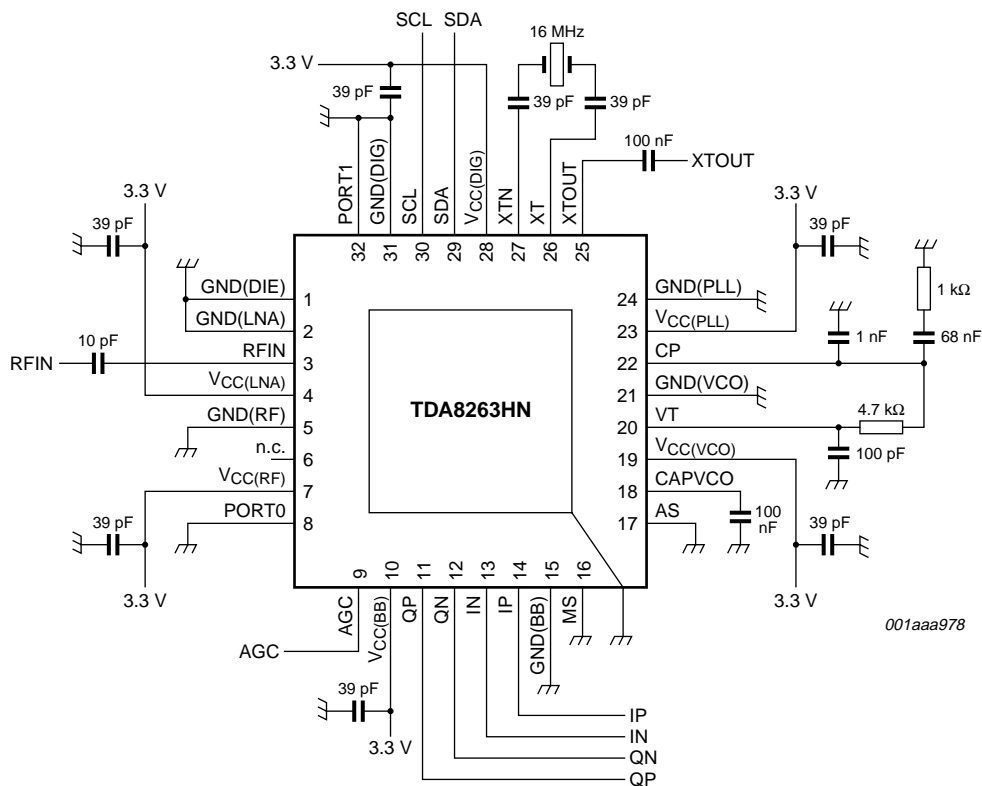 SCL SDA
16 MHz
3.3 V
39 pF
39 pF
39 pF
100 nF
XTOUT
3.3 V
3.3 V
PORT1
GND(DIG)
SCL
SDA
VCC(DIG)
XTN
XT
XTOUT
39 pF
39 pF
32 31 30 29 28 27 26 25
GND(DIE)
1
24
GND(PLL)
1 kΩ
GND(LNA)
2
23
VCC(PLL)
10 pF
1 nF
68 nF
RFIN
RFIN
3
22
CP
VCC(LNA)
4
21
GND(VCO)
TDA8263HN
4.7 kΩ
GND(RF)
5
20
VT
n.c.
6
19
VCC(VCO)
100 pF
VCC(RF)
7
18
CAPVCO
PORT0
8
17
AS
100
nF
39 pF
39 pF
9 10 11 12 13 14 15 16
3.3 V
3.3 V
AGC
VCC(BB)
QP
QN
IN
IP
GND(BB)
MS
001aaa978
AGC
39 pF
3.3 V
IP
IN
QN
QP